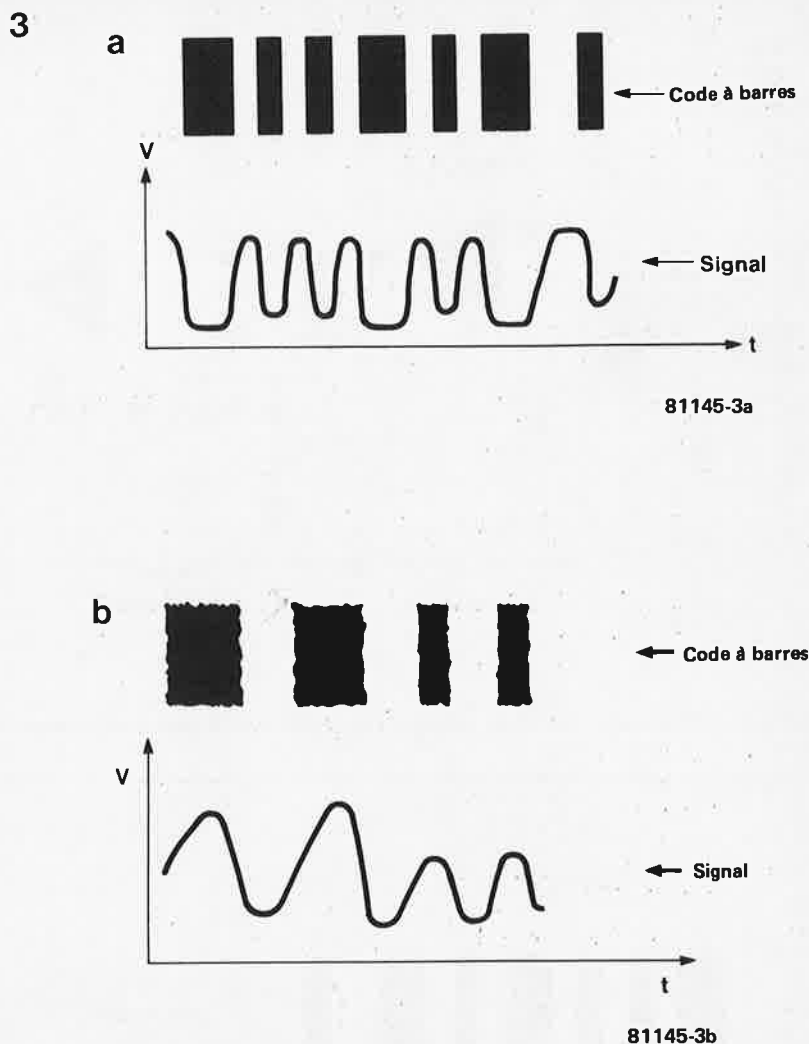 3
a
Code à barres
V
Signal
t
81145-3a
b
Code à barres
V
Signal
t
81145-3b